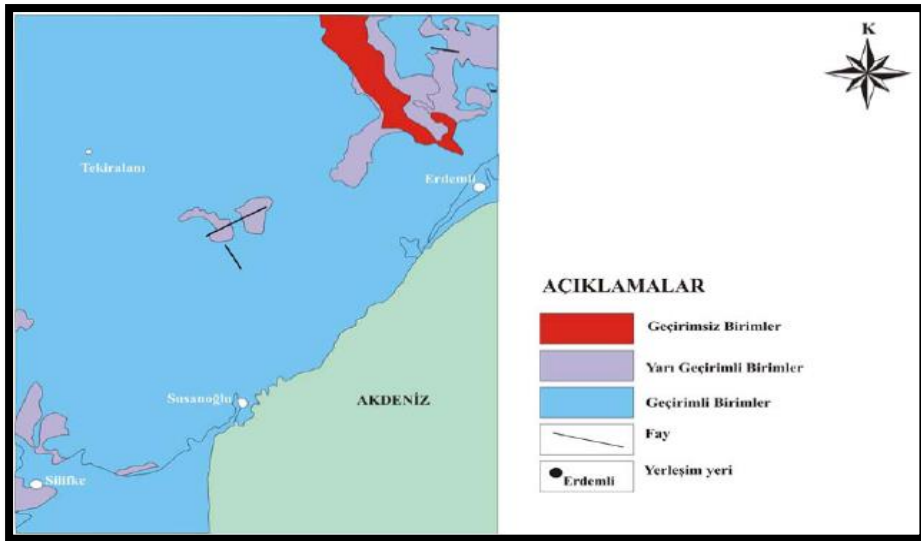 K
Tekiralanı
Erdemli
Susanoğlu
AKDENİZ
Silifke
AÇIKLAMALAR
Geçirimsiz Birimler
Yarı Geçirimli Birimler
Geçirimli Birimler
Fay
Erdemli
Yerleşim yeri